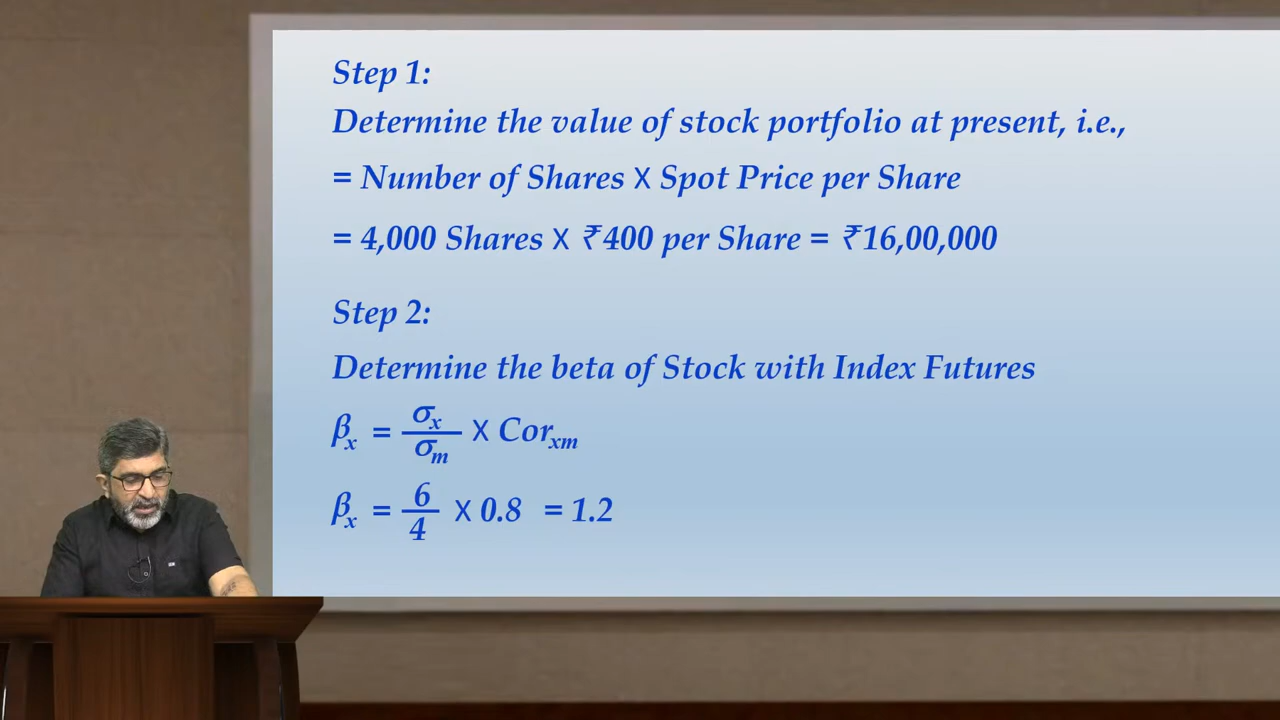 Step 1:
Determine the value of stock portfolio at present, i.e.,
= Number of Shares X Spot Price per Share
= 4,000 Shares X ₹400 per Share = ₹16,00,000
Step 2:
Determine the beta of Stock with Index Futures
βx = σx / σm X Corxm
βx = 6 / 4 X 0.8 = 1.2